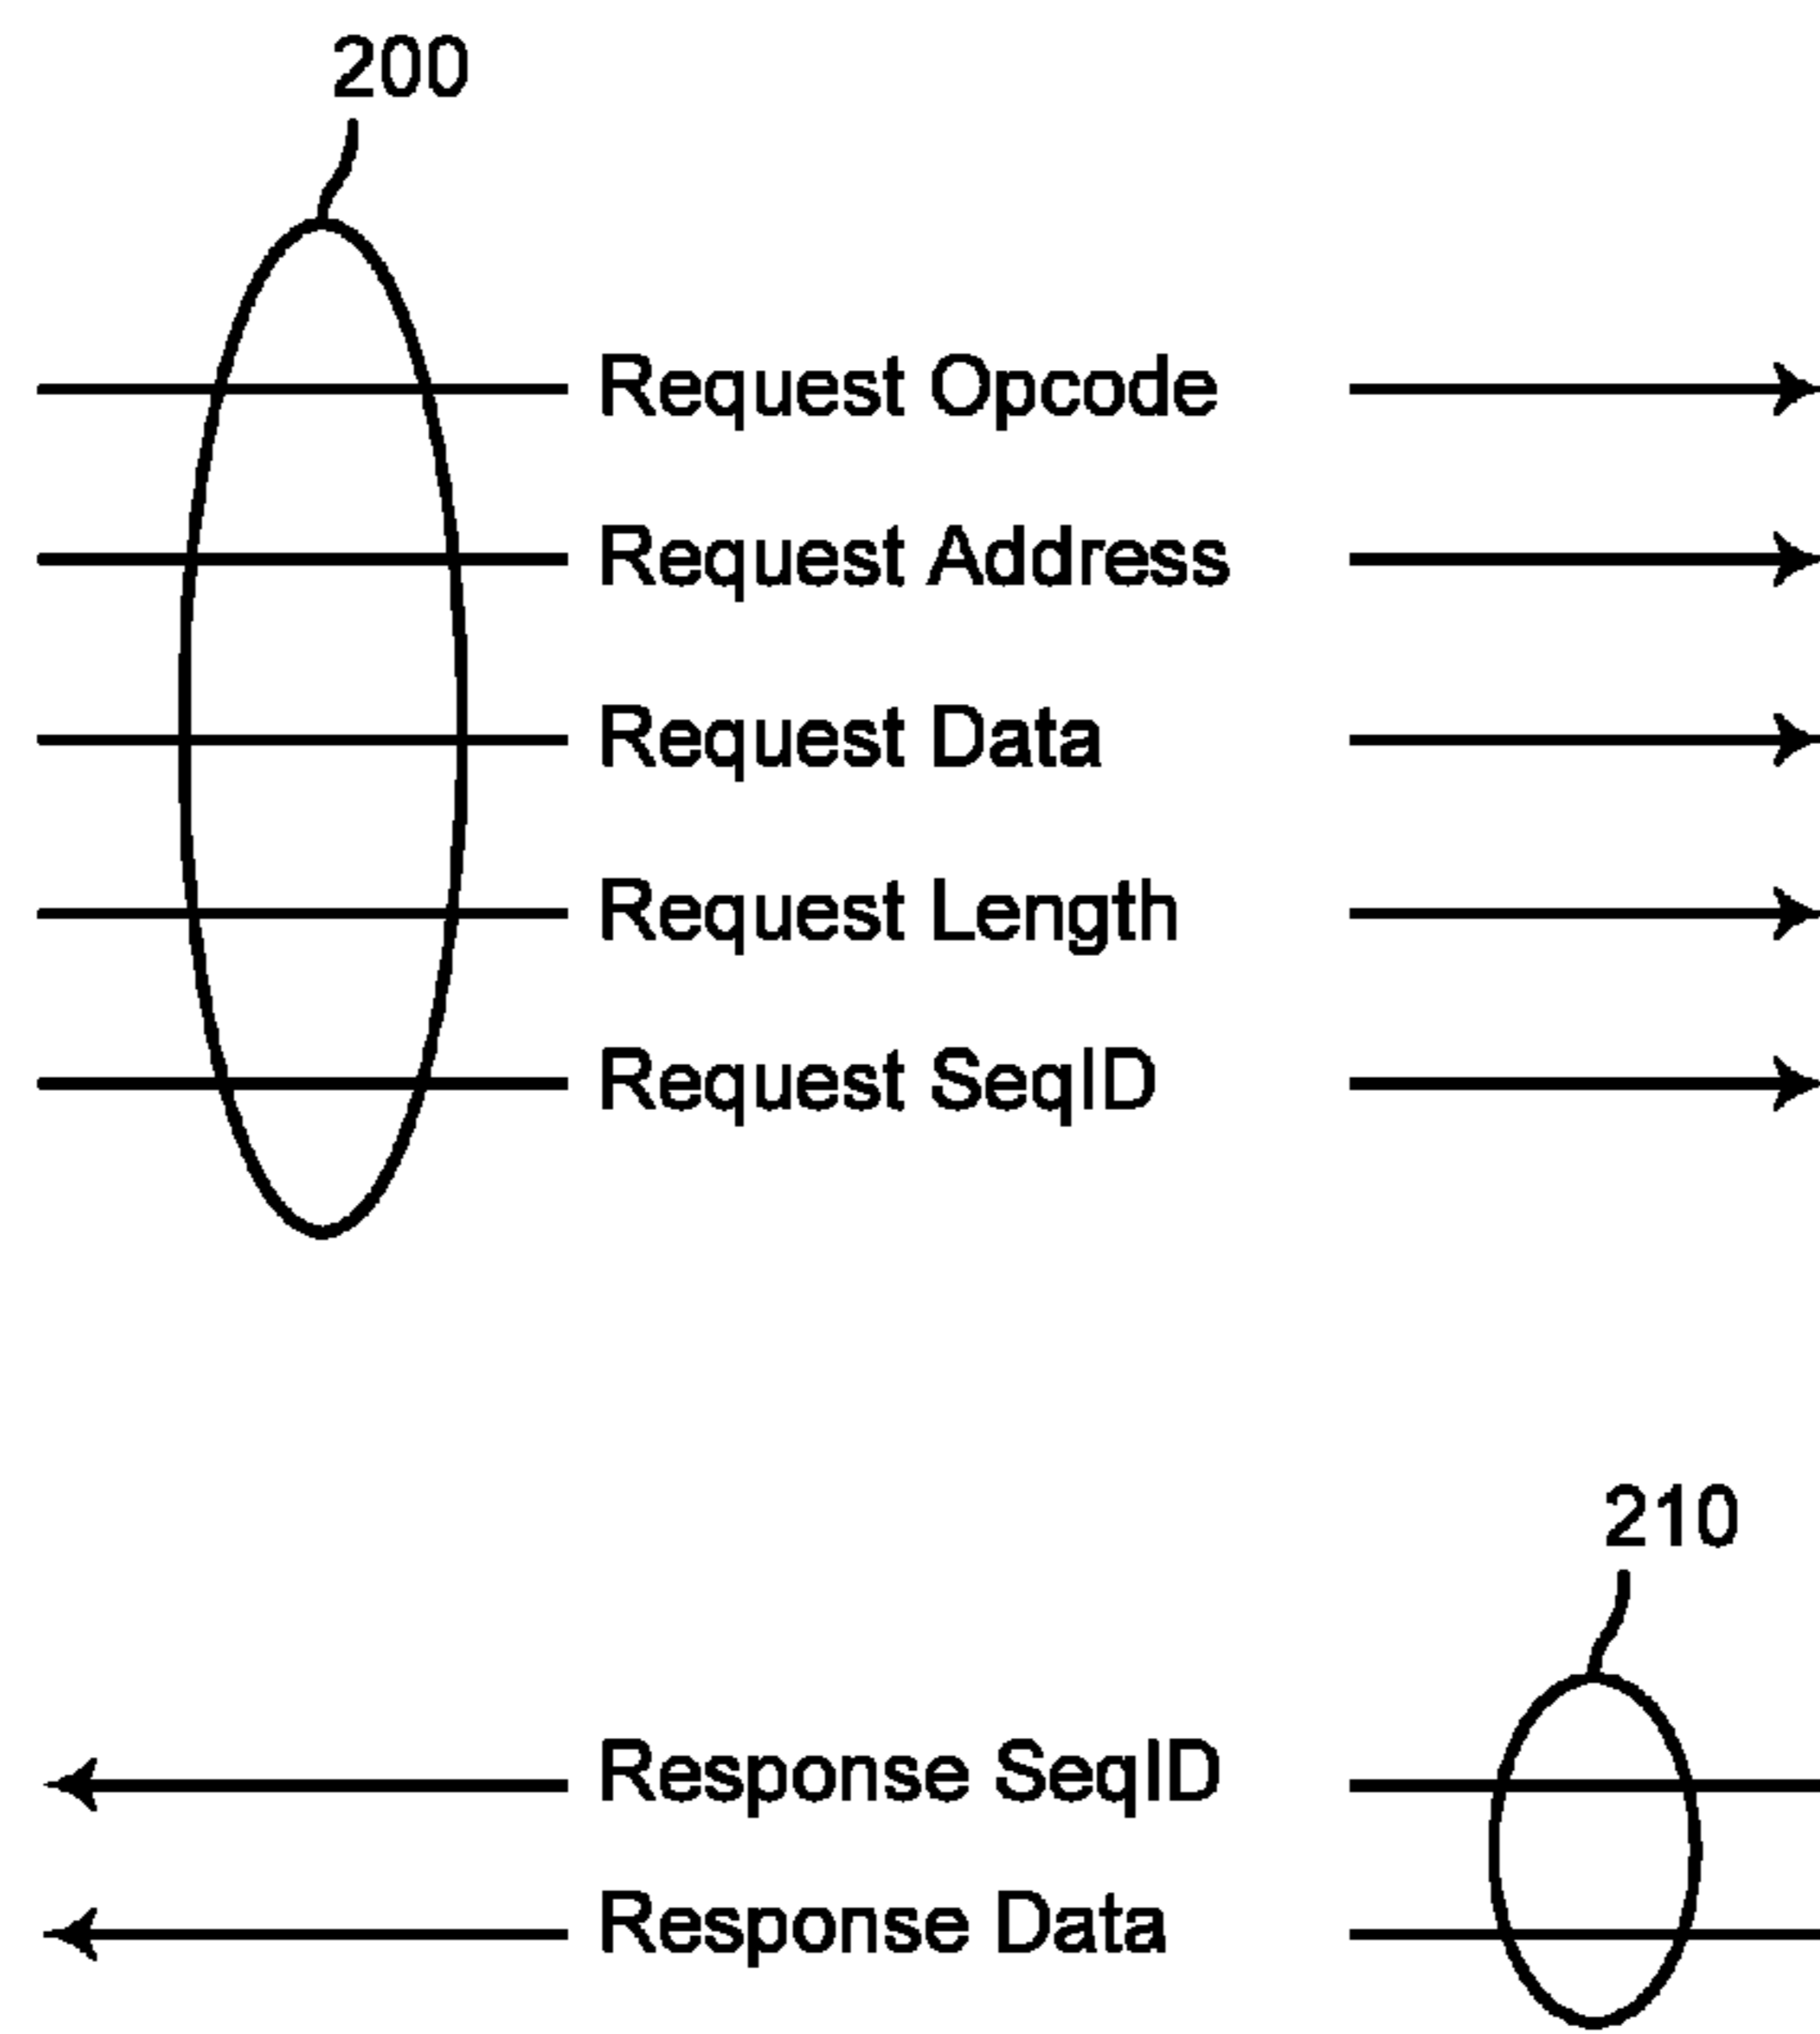 200
Request Opcode
Request Address
Request Data
Request Length
Request SeqID
210
Response SeqID
Response Data